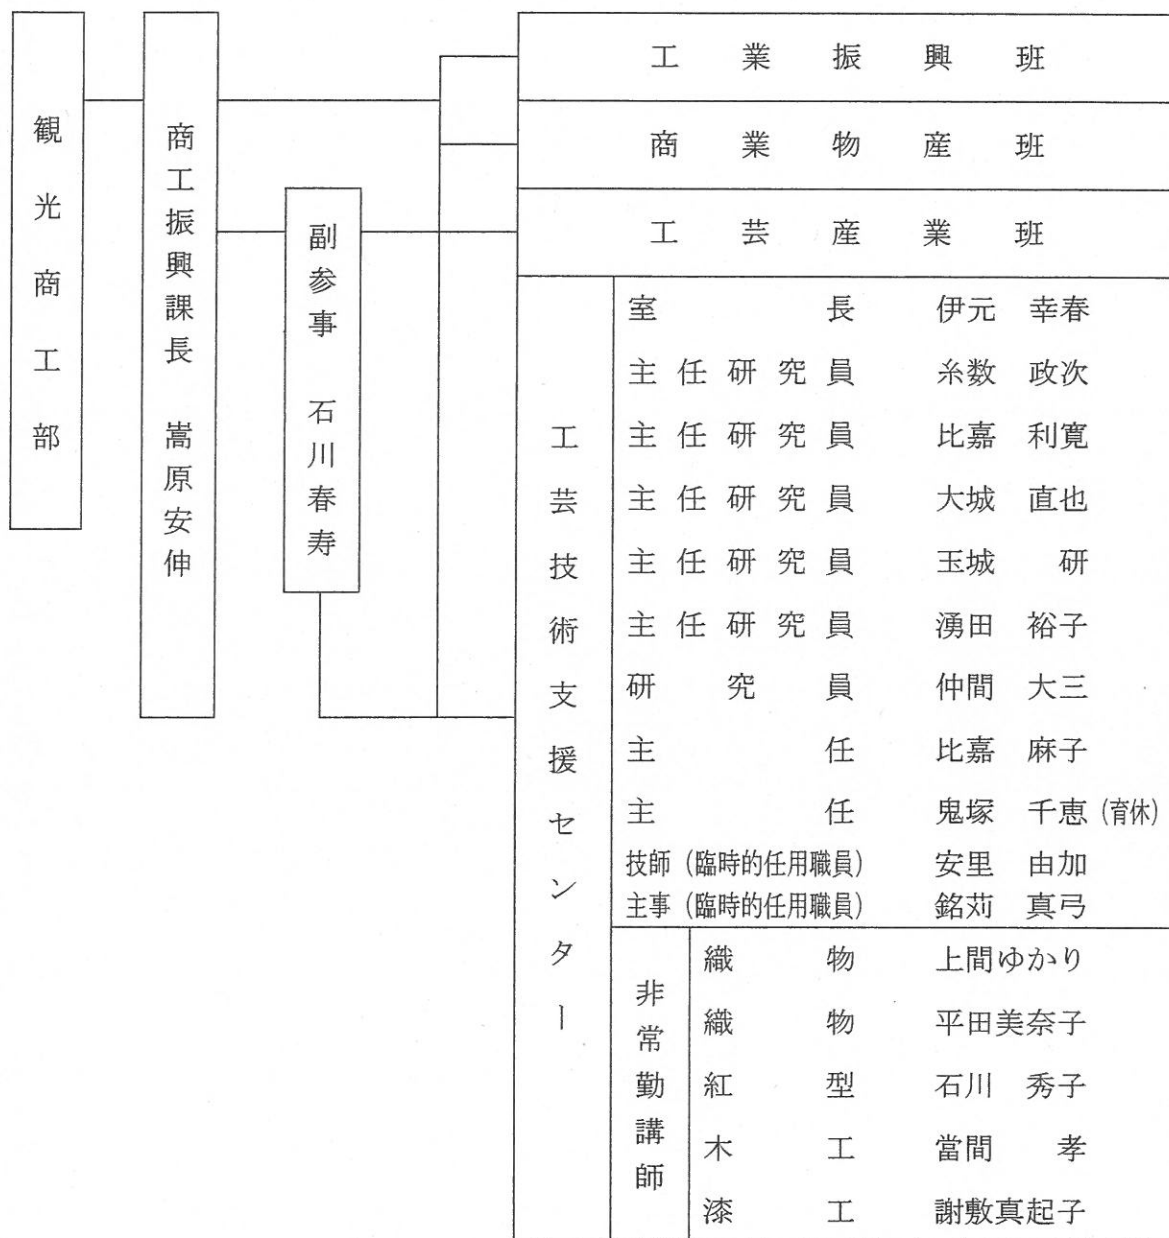 観光商工部
商工振興課長 嵩原安伸
副参事 石川春寿
工業振興班
商業物産班
工芸産業班
工芸技術支援センター
室長 伊元 幸春
主任研究員 糸数 政次
主任研究員 比嘉 利寛
主任研究員 大城 直也
主任研究員 玉城 研
主任研究員 湧田 裕子
研究員 仲間 大三
主任 比嘉 麻子
主任 鬼塚 千恵(育休)
技師(臨時的任用職員) 安里 由加
主事(臨時的任用職員) 銘苅 真弓
非常勤講師
織物 上間ゆかり
織物 平田美奈子
紅型 石川 秀子
木工 當間 孝
漆工 謝敷真起子